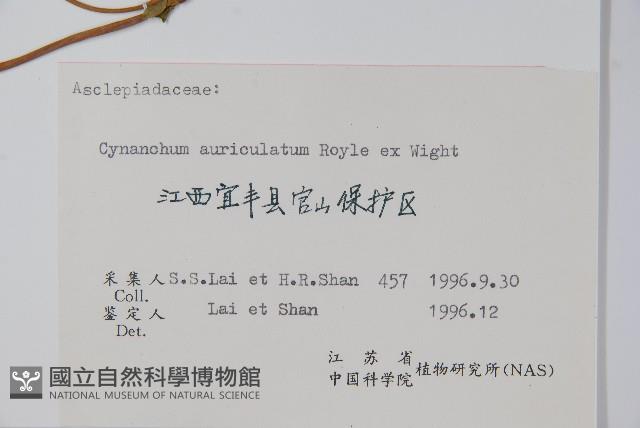 Asclepiadaceae:
Cynanchum auriculatum Royle ex Wight
江西宜丰县官山保护区
采集人 S.S.Lai et H.R.Shan 457 1996.9.30
Coll.
鉴定人 Lai et Shan 1996.12
Det.
江苏省
中国科学院 植物研究所(NAS)
國立自然科學博物館
NATIONAL MUSEUM OF NATURAL SCIENCE